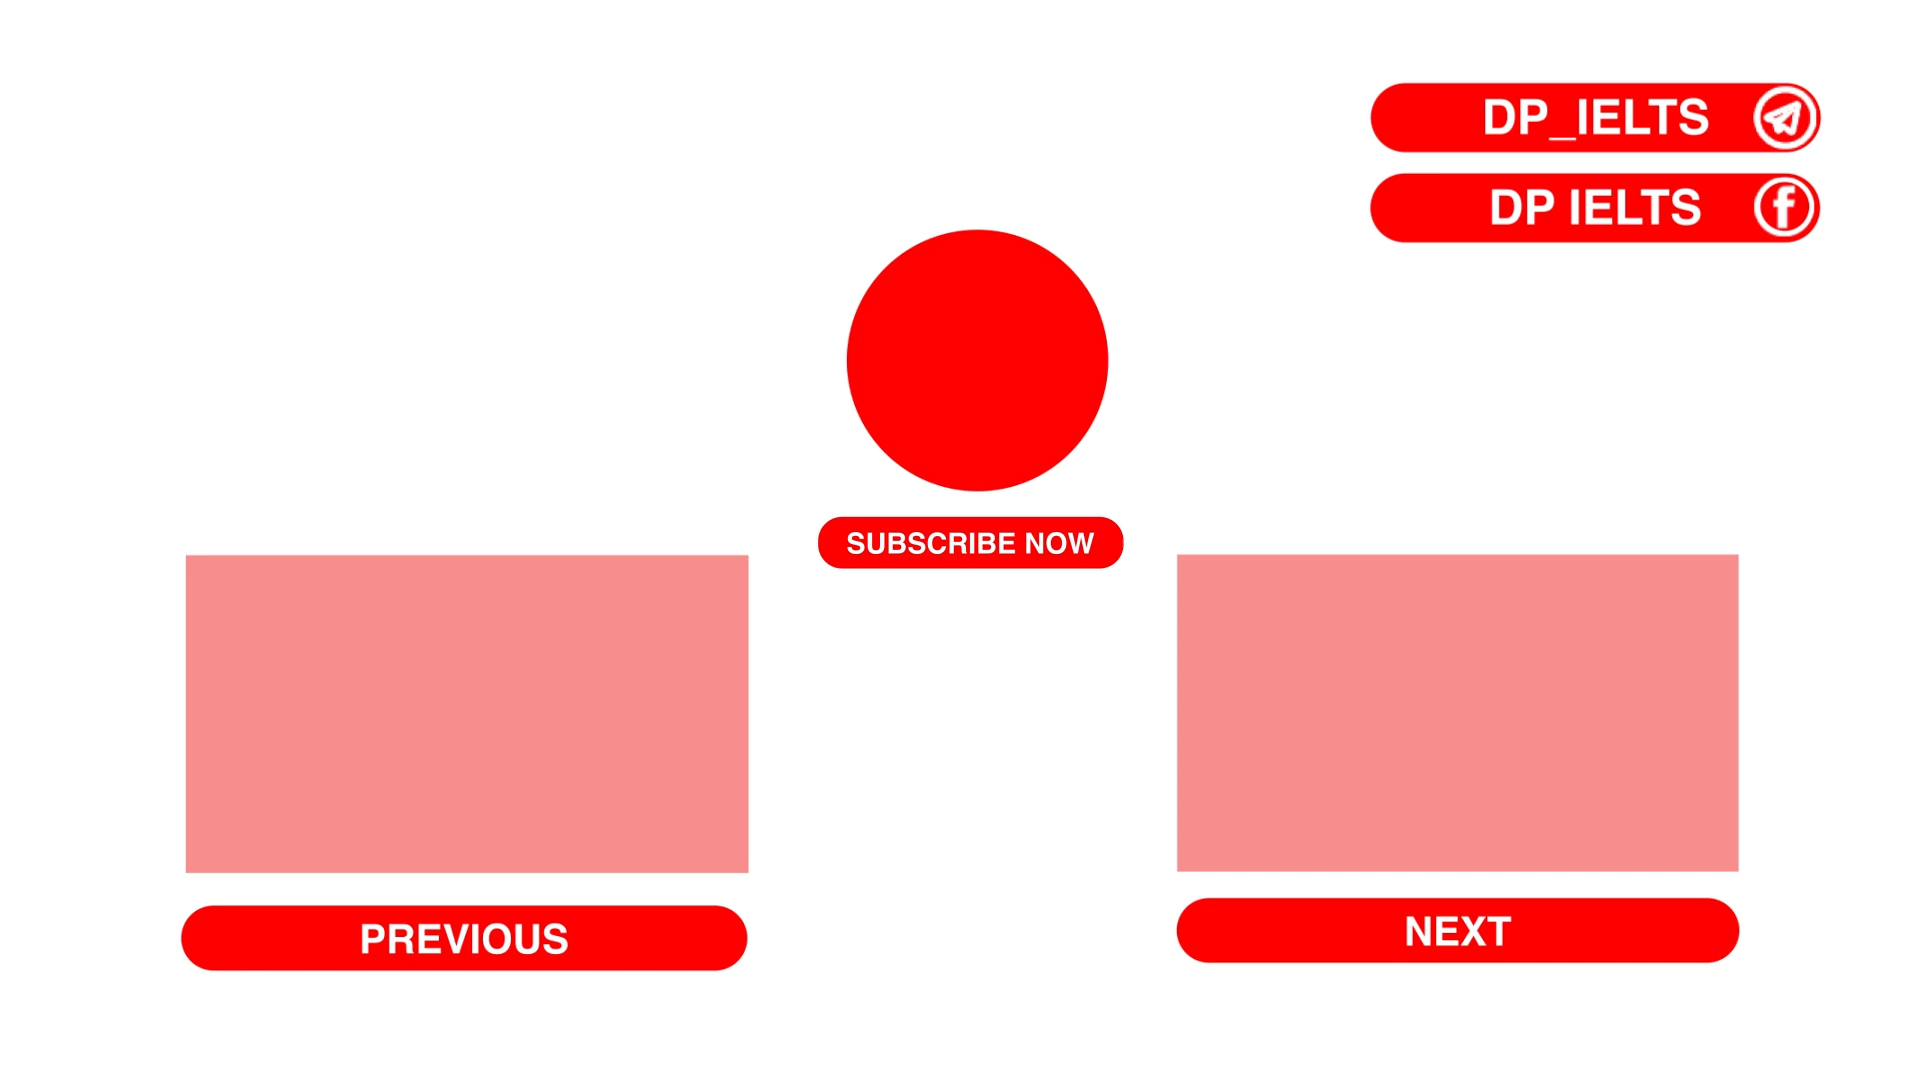 DP_IELTS
DP IELTS
SUBSCRIBE NOW
PREVIOUS
NEXT